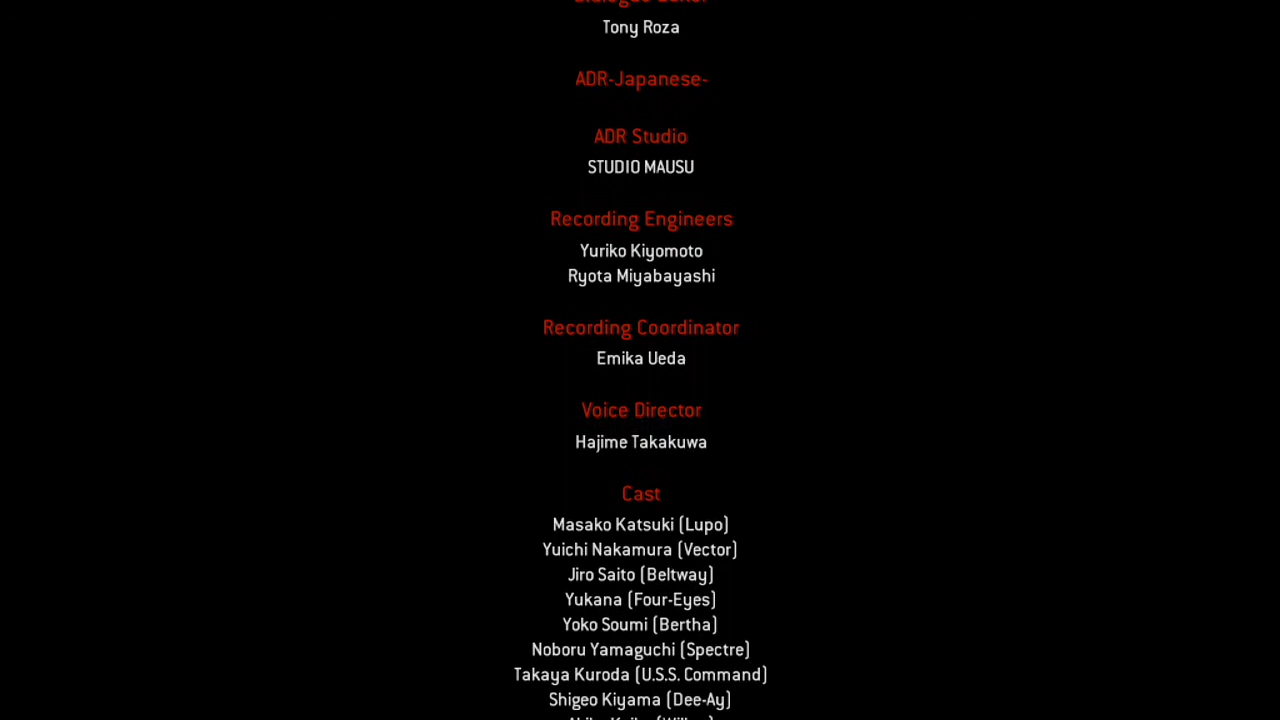 Tony Roza
ADR-Japanese-
ADR Studio
STUDIO MAUSU
Recording Engineers
Yuriko Kiyomoto
Ryota Miyabayashi
Recording Coordinator
Emika Ueda
Voice Director
Hajime Takakuwa
Cast
Masako Katsuki (Lupo)
Yuichi Nakamura (Vector)
Jiro Saito (Beltway)
Yukana (Four-Eyes)
Yoko Soumi (Bertha)
Noboru Yamaguchi (Spectre)
Takaya Kuroda (U.S.S. Command)
Shigeo Kiyama (Dee-Ay)